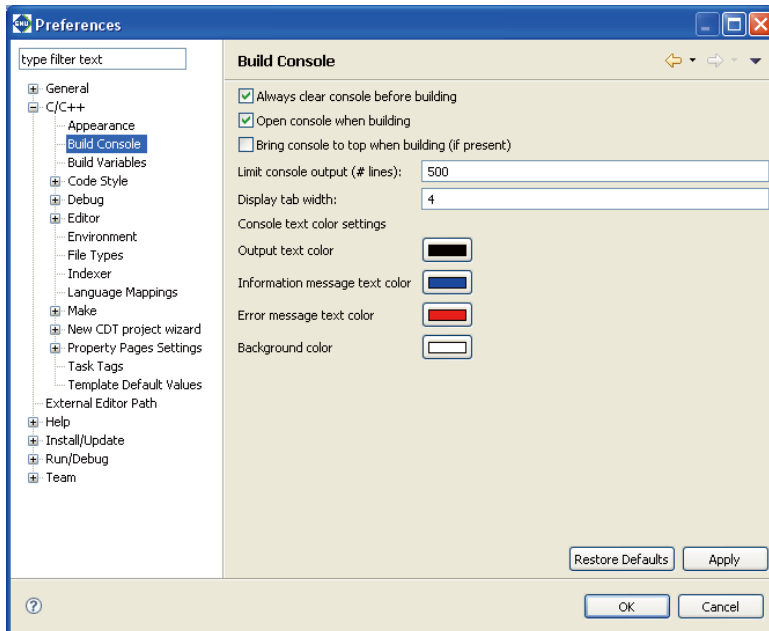 GNU Preferences
type filter text
General
C/C++
Appearance
Build Console
Build Variables
Code Style
Debug
Editor
Environment
File Types
Indexer
Language Mappings
Make
New CDT project wizard
Property Pages Settings
Task Tags
Template Default Values
External Editor Path
Help
Install/Update
Run/Debug
Team
Build Console
Always clear console before building
Open console when building
Bring console to top when building (if present)
Limit console output (# lines): 500
Display tab width: 4
Console text color settings
Output text color
Information message text color
Error message text color
Background color
Restore Defaults Apply
? OK Cancel